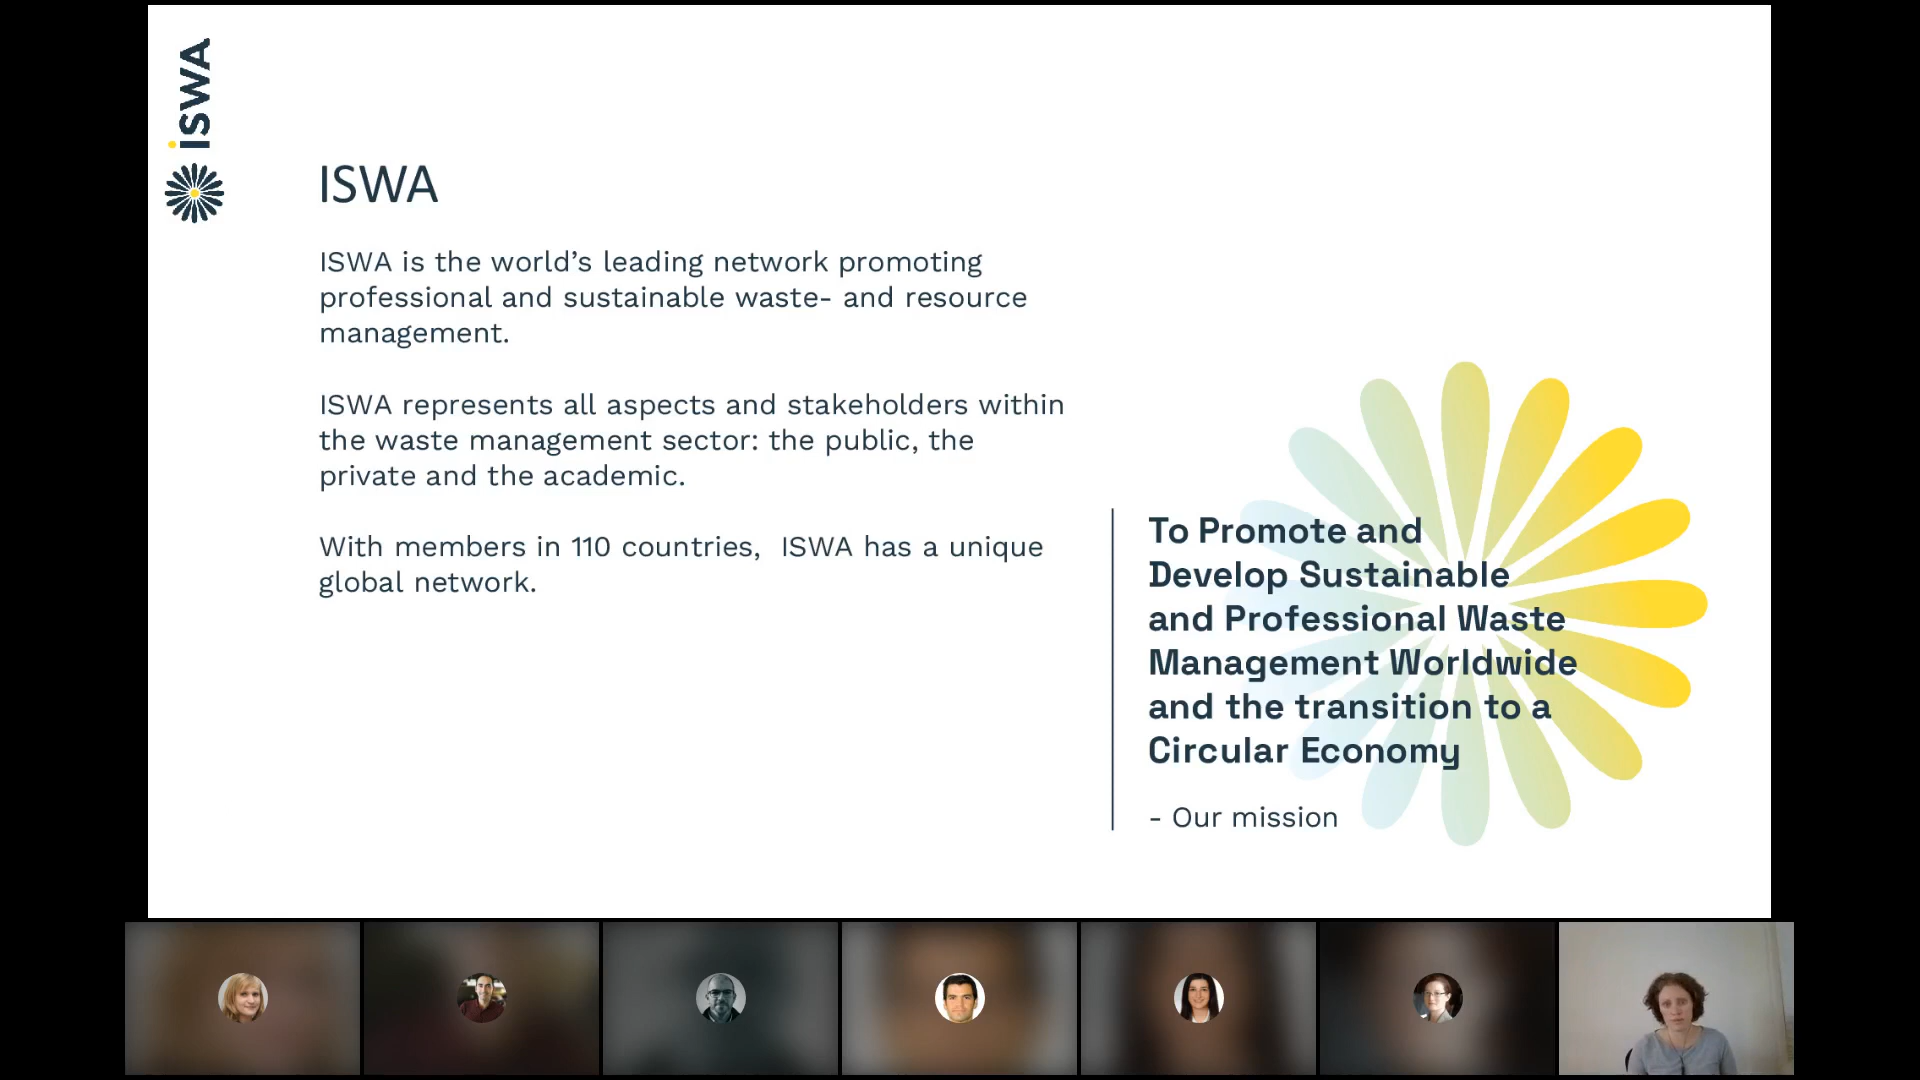 iSWA
ISWA
ISWA is the world’s leading network promoting
professional and sustainable waste- and resource
management.
ISWA represents all aspects and stakeholders within
the waste management sector: the public, the
private and the academic.
With members in 110 countries,  ISWA has a unique
global network.
To Promote and
Develop Sustainable
and Professional Waste
Management Worldwide
and the transition to a
Circular Economy
- Our mission